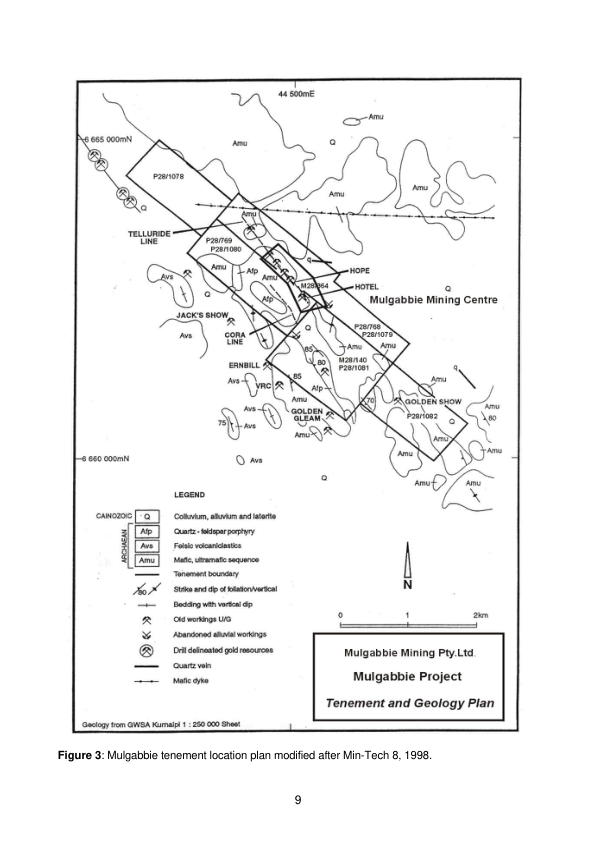 44 500mE
Amu
6 665 000mN
Amu
Q
P28/1078
Amu
Amu
Q
Amu
TELLURIDE
LINE
P28/769
P28/1080
q
Amu
Afp
HOPE
Avs
Amu
M28/364
HOTEL
Q
Afp
Q
Mulgabbie Mining Centre
JACK'S SHOW
P28/768
P28/1079
Avs
CORA
LINE
Q
85
Amu
Amu
ERNBILL
80
M28/140
P28/1081
q
Avs
VRC
85
Afp
Amu
70
GOLDEN SHOW
Amu
Avs
GOLDEN
GLEAM
P28/1082
80
75
Avs
Q
Amu
Amu
Amu
6 660 000mN
Avs
Amu
Q
Amu
Amu
LEGEND
CAINOZOIC
Q
Colluvium, alluvium and laterite
ARCHAEAN
Afp
Quartz - feldspar porphyry
Avs
Felsic volcaniclastics
Amu
Mafic, ultramafic sequence
Tenement boundary
80
Strike and dip of foliation/vertical
Bedding with vertical dip
Old workings U/G
Abandoned alluvial workings
Drill delineated gold resources
Quartz vein
Mafic dyke
N
0
1
2km
Mulgabbie Mining Pty.Ltd.
Mulgabbie Project
Tenement and Geology Plan
Geology from GWSA Kurnalpi 1 : 250 000 Sheet
Figure 3: Mulgabbie tenement location plan modified after Min-Tech 8, 1998.
9